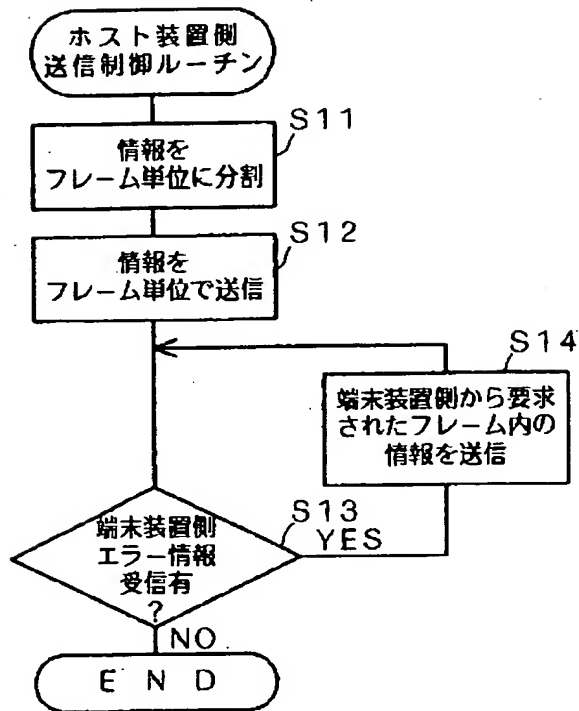 ホスト装置側
送信制御ルーチン
S11
情報を
フレーム単位に分割
S12
情報を
フレーム単位で送信
S14
端末装置側から要求
されたフレーム内の
情報を送信
S13
端末装置側
エラー情報
受信有
?
YES
NO
END